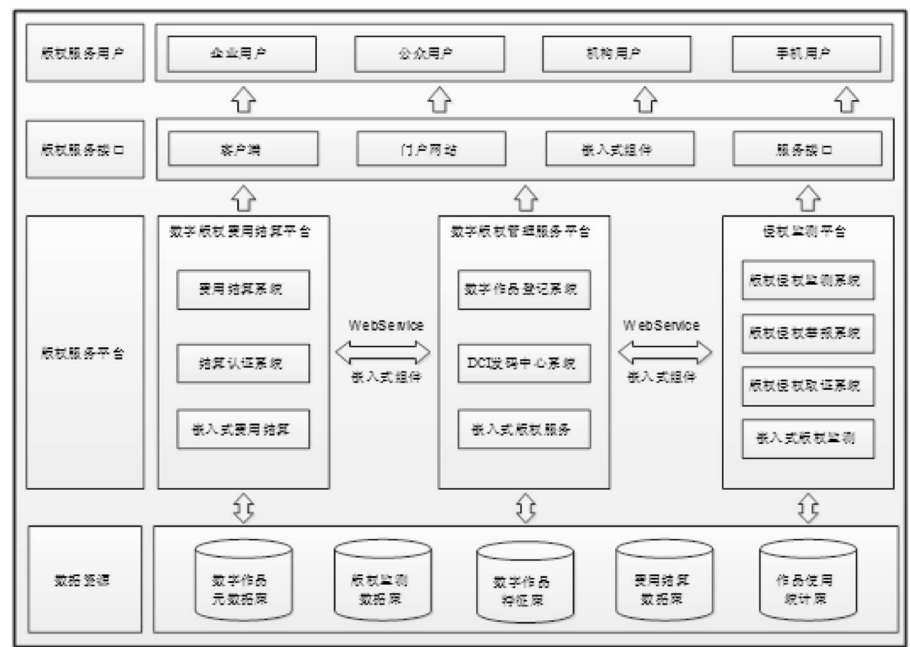 版权服务用户
企业用户
公众用户
机构用户
手机用户
版权服务接口
客户端
门户网站
嵌入式组件
服务接口
版权服务平台
数字版权费用结算平台
费用结算系统
结算认证系统
嵌入式费用结算
WebService
嵌入式组件
数字版权管理服务平台
数字作品登记系统
DCI发码中心系统
嵌入式版权服务
WebService
嵌入式组件
侵权监测平台
版权侵权监测系统
版权侵权举报系统
版权侵权取证系统
嵌入式版权监测
数据资源
数字作品
元数据库
版权监测
数据库
数字作品
特征库
费用结算
数据库
作品使用
统计库